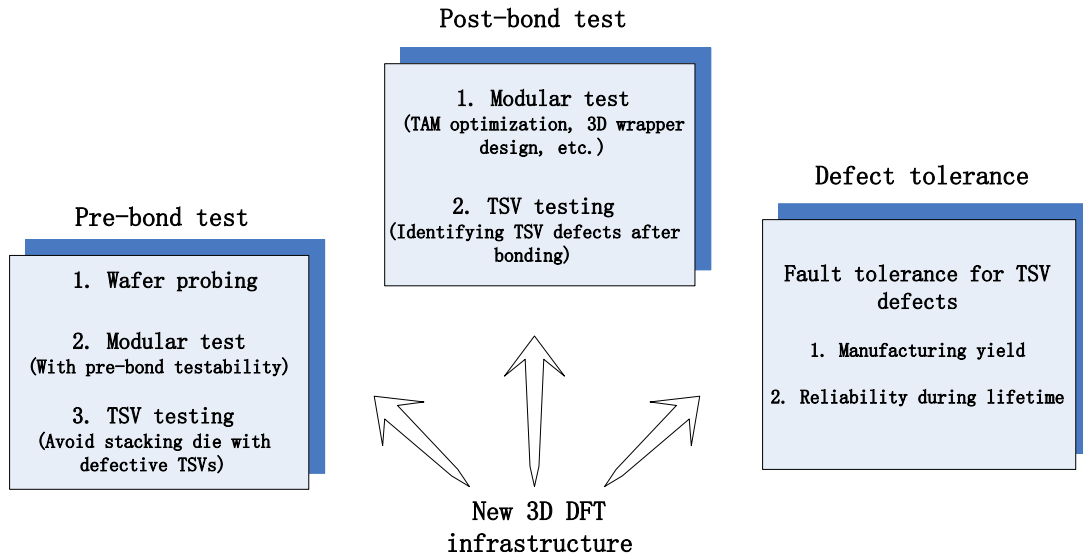 Post-bond test
1. Modular test
(TAM optimization, 3D wrapper
design, etc.)
2. TSV testing
(Identifying TSV defects after
bonding)
Defect tolerance
Fault tolerance for TSV
defects
1. Manufacturing yield
2. Reliability during lifetime
Pre-bond test
1. Wafer probing
2. Modular test
(With pre-bond testability)
3. TSV testing
(Avoid stacking die with
defective TSVs)
New 3D DFT
infrastructure